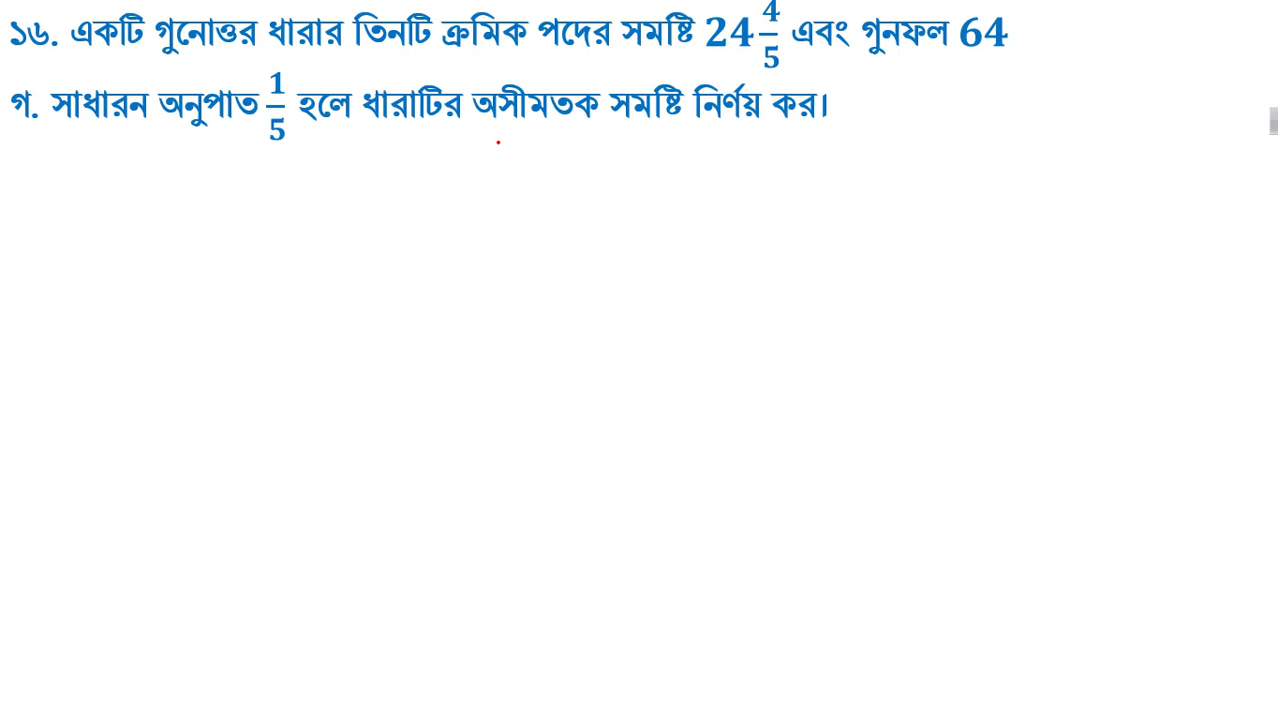 ১৬. একটি গুনোত্তর ধারার তিনটি ক্রমিক পদের সমষ্টি 24 4/5 এবং গুনফল 64
গ. সাধারন অনুপাত 1/5 হলে ধারাটির অসীমতক সমষ্টি নির্ণয় কর।